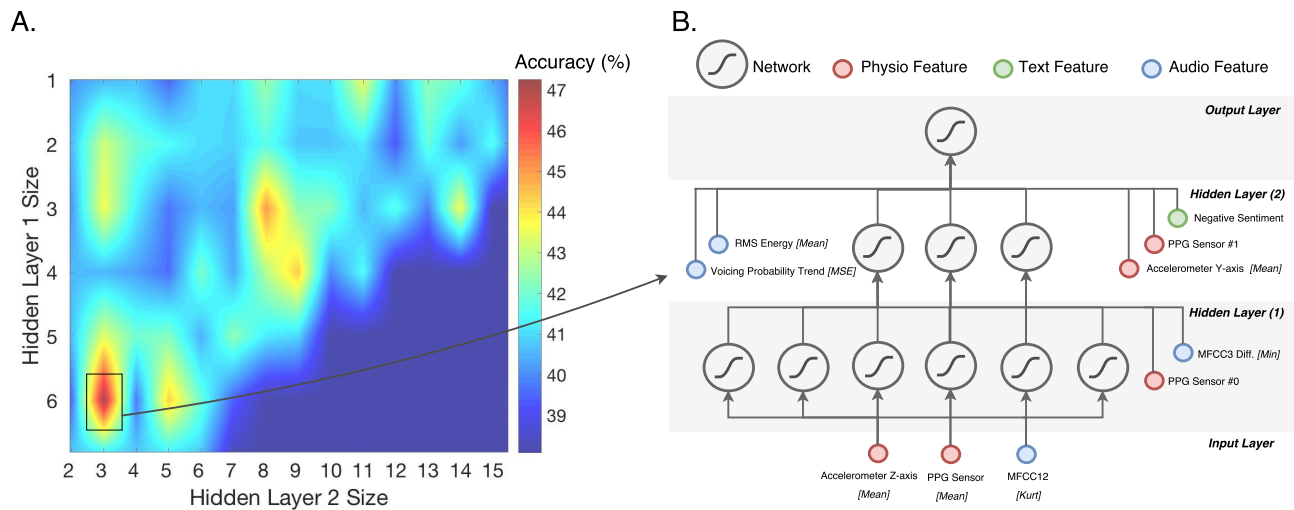 A.
Accuracy (%)
1
2
3
4
5
6
Hidden Layer 1 Size
2 3 4 5 6 7 8 9 10 11 12 13 14 15
Hidden Layer 2 Size
47
46
45
44
43
42
41
40
39
B.
Network
Physio Feature
Text Feature
Audio Feature
Output Layer
Hidden Layer (2)
Negative Sentiment
RMS Energy [Mean]
PPG Sensor #1
Voicing Probability Trend [MSE]
Accelerometer Y-axis [Mean]
Hidden Layer (1)
MFCC3 Diff. [Min]
PPG Sensor #0
Input Layer
Accelerometer Z-axis
[Mean]
PPG Sensor
[Mean]
MFCC12
[Kurt]